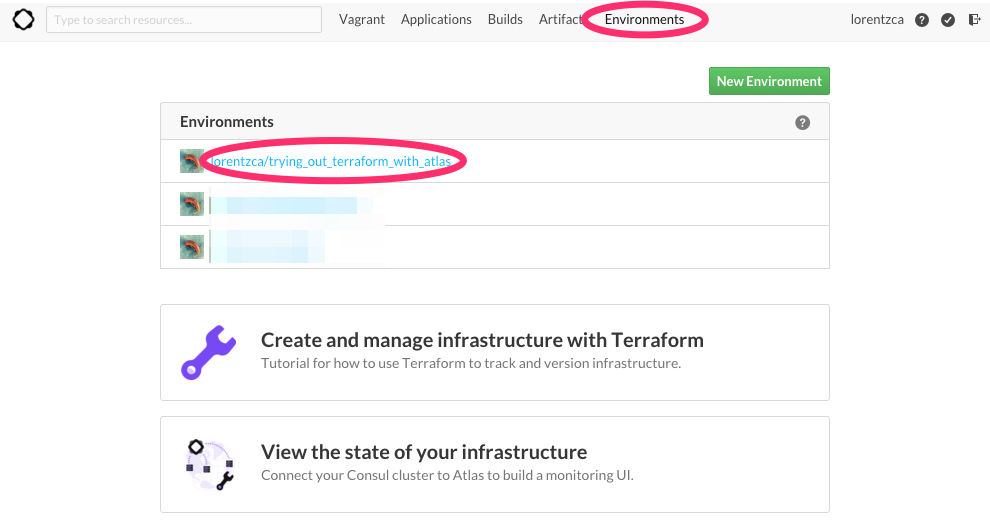 Type to search resources... Vagrant Applications Builds Artifact Environments lorentzca
New Environment
Environments
lorentzca/trying_out_terraform_with_atlas
Create and manage infrastructure with Terraform
Tutorial for how to use Terraform to track and version infrastructure.
View the state of your infrastructure
Connect your Consul cluster to Atlas to build a monitoring UI.